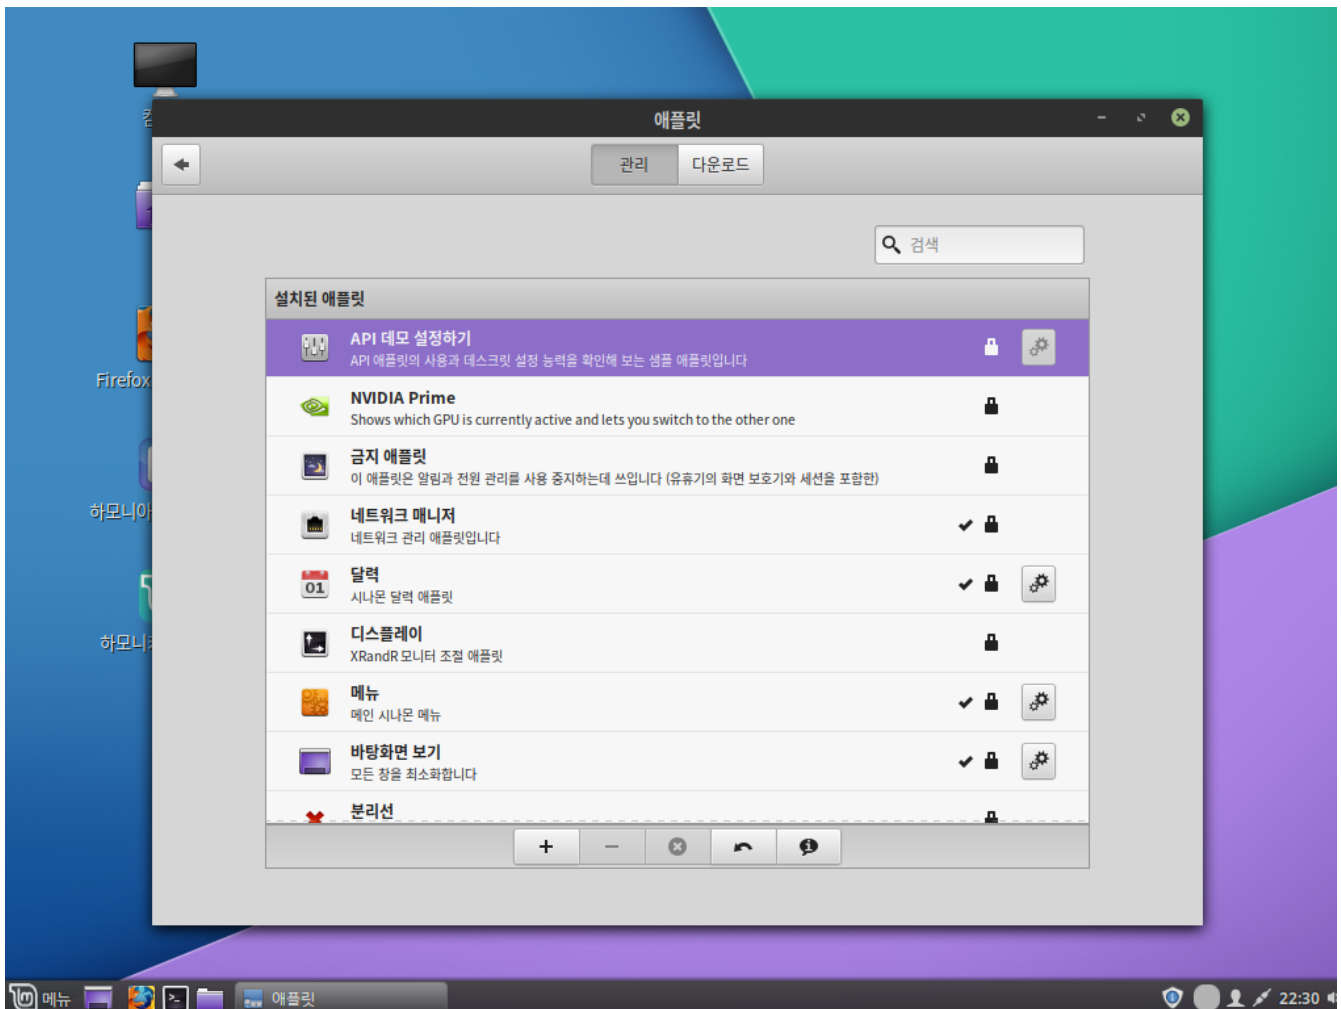 애플릿
관리
다운로드
검색
설치된 애플릿
API 데모 설정하기
API 애플릿의 사용과 데스크릿 설정 능력을 확인해 보는 샘플 애플릿입니다
NVIDIA Prime
Shows which GPU is currently active and lets you switch to the other one
금지 애플릿
이 애플릿은 알림과 전원 관리를 사용 중지하는데 쓰입니다 (유휴기의 화면 보호기와 세션을 포함한)
네트워크 매니저
네트워크 관리 애플릿입니다
달력
01
시나몬 달력 애플릿
디스플레이
XRandR 모니터 조절 애플릿
메뉴
메인 시나몬 메뉴
바탕화면 보기
모든 창을 최소화합니다
분리선
Firefox
하모니
메뉴
애플릿
22:30